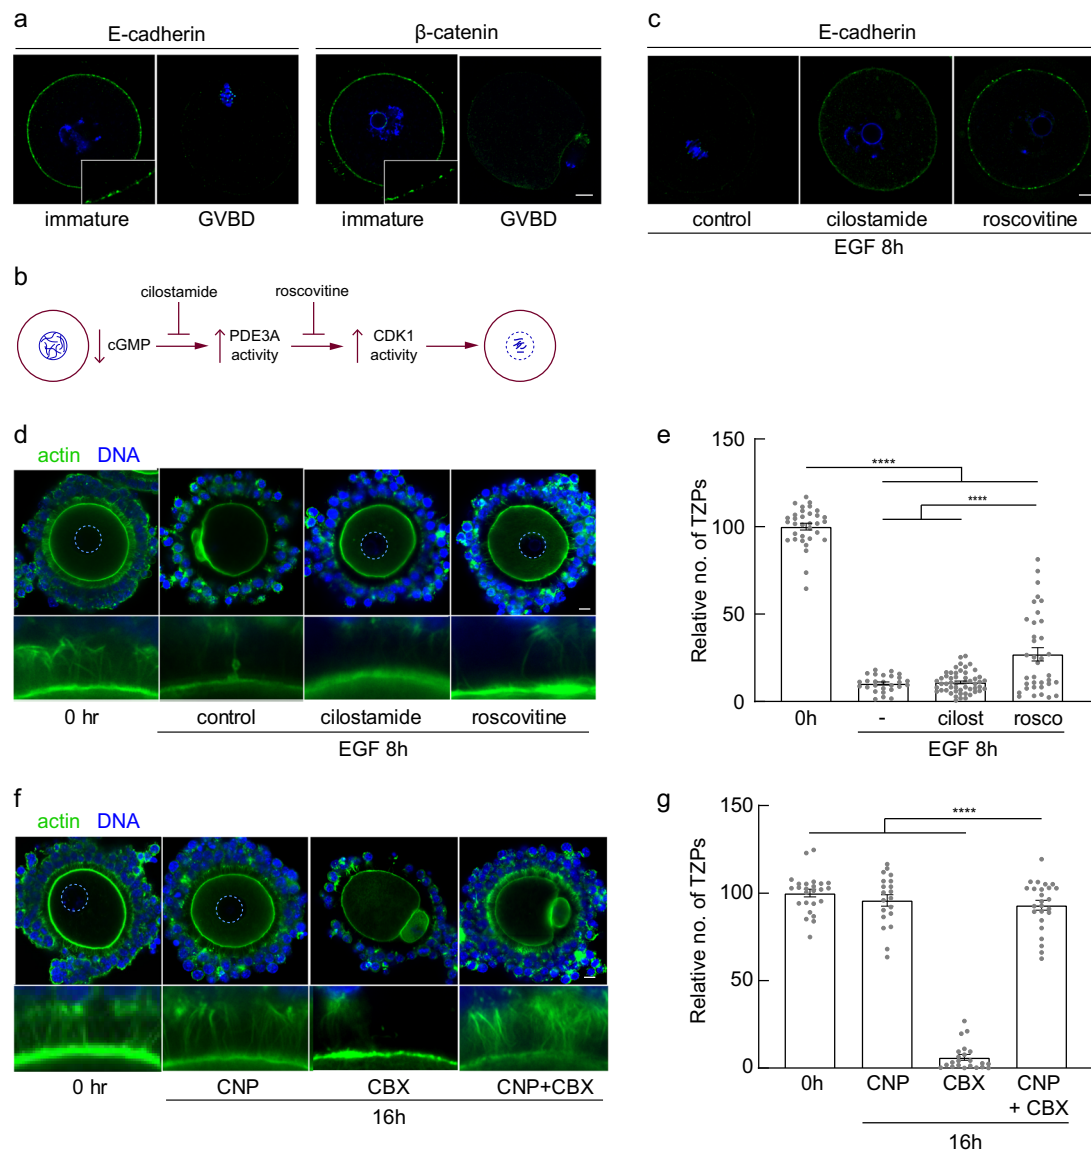 a
E-cadherin
β-catenin
immature
GVBD
immature
GVBD
c
E-cadherin
control
cilostamide
roscovitine
EGF 8h
b
cilostamide
roscovitine
cGMP
PDE3A
activity
CDK1
activity
d
actin DNA
0 hr
control
cilostamide
roscovitine
EGF 8h
e
Relative no. of TZPs
150
100
50
0
****
****
0h
-
cilost
rosco
EGF 8h
f
actin DNA
0 hr
CNP
CBX
CNP+CBX
16h
g
Relative no. of TZPs
150
100
50
0
****
0h
CNP
CBX
CNP
+ CBX
16h